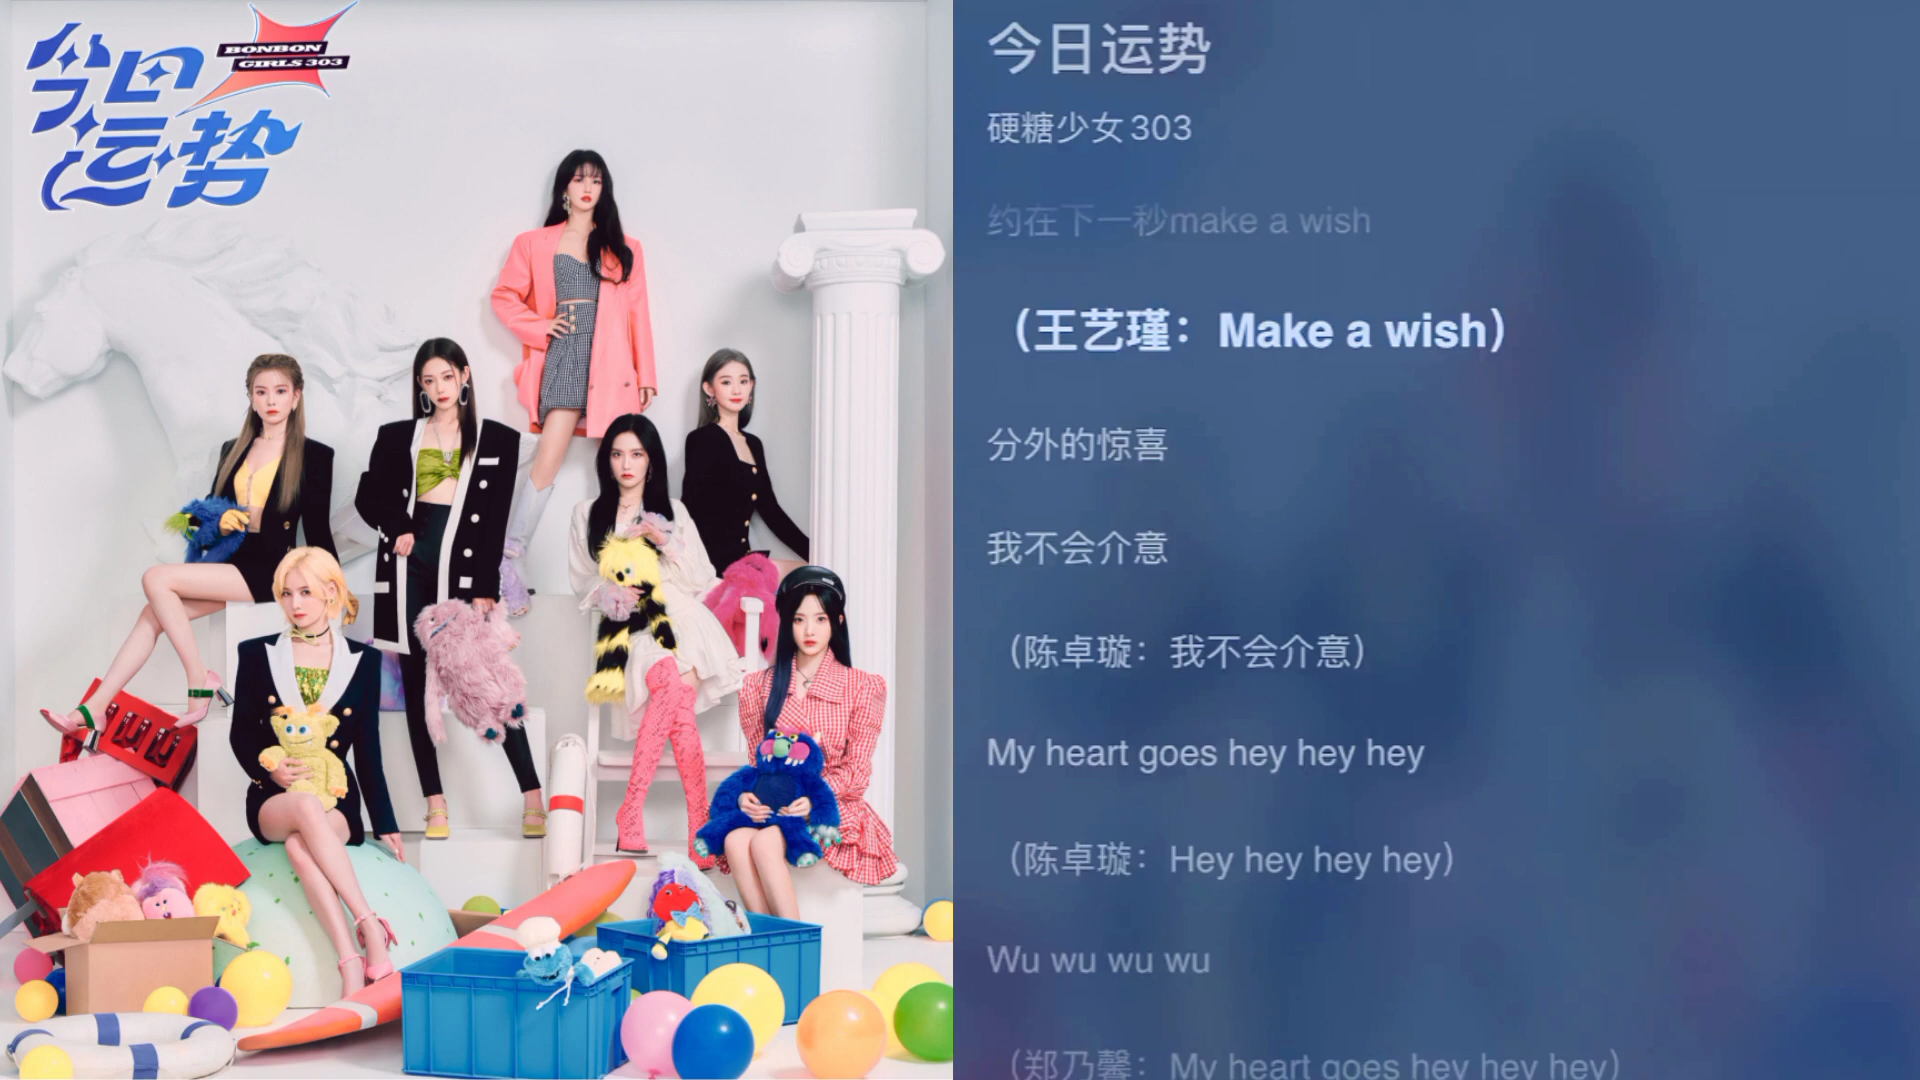 今日
运势
BONBON
GIRLS 303
今日运势
硬糖少女303
约在下一秒make a wish
（王艺瑾：Make a wish）
分外的惊喜
我不会介意
（陈卓璇：我不会介意）
My heart goes hey hey hey
（陈卓璇：Hey hey hey hey）
Wu wu wu wu
（郑乃馨：My heart goes hey hey hey）